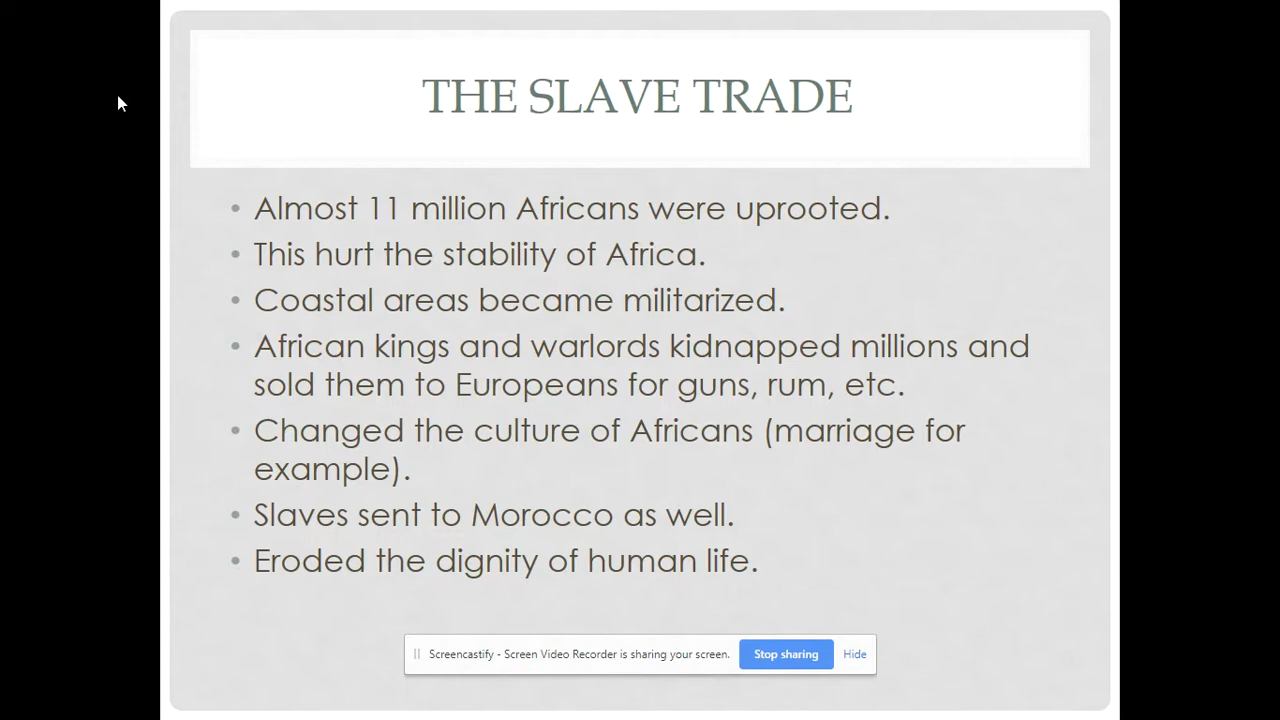 THE SLAVE TRADE
• Almost 11 million Africans were uprooted.
• This hurt the stability of Africa.
• Coastal areas became militarized.
• African kings and warlords kidnapped millions and
sold them to Europeans for guns, rum, etc.
• Changed the culture of Africans (marriage for
example).
• Slaves sent to Morocco as well.
• Eroded the dignity of human life.
Screencastify - Screen Video Recorder is sharing your screen. Stop sharing Hide